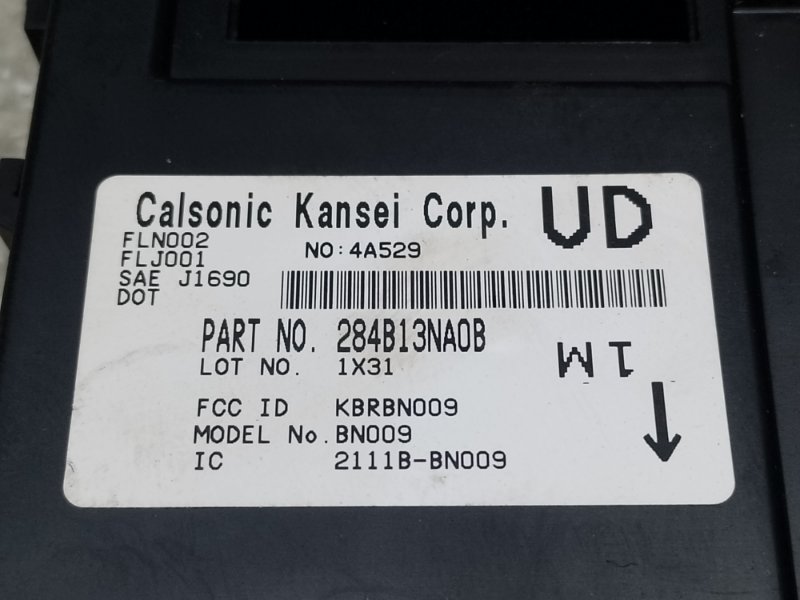 Calsonic Kansei Corp. UD
FLN002
FLJ001 NO:4A529
SAE J1690
DOT
PART NO. 284B13NA0B
LOT NO. 1X31
1M
FCC ID KBRBN009
MODEL No. BN009
IC 2111B-BN009